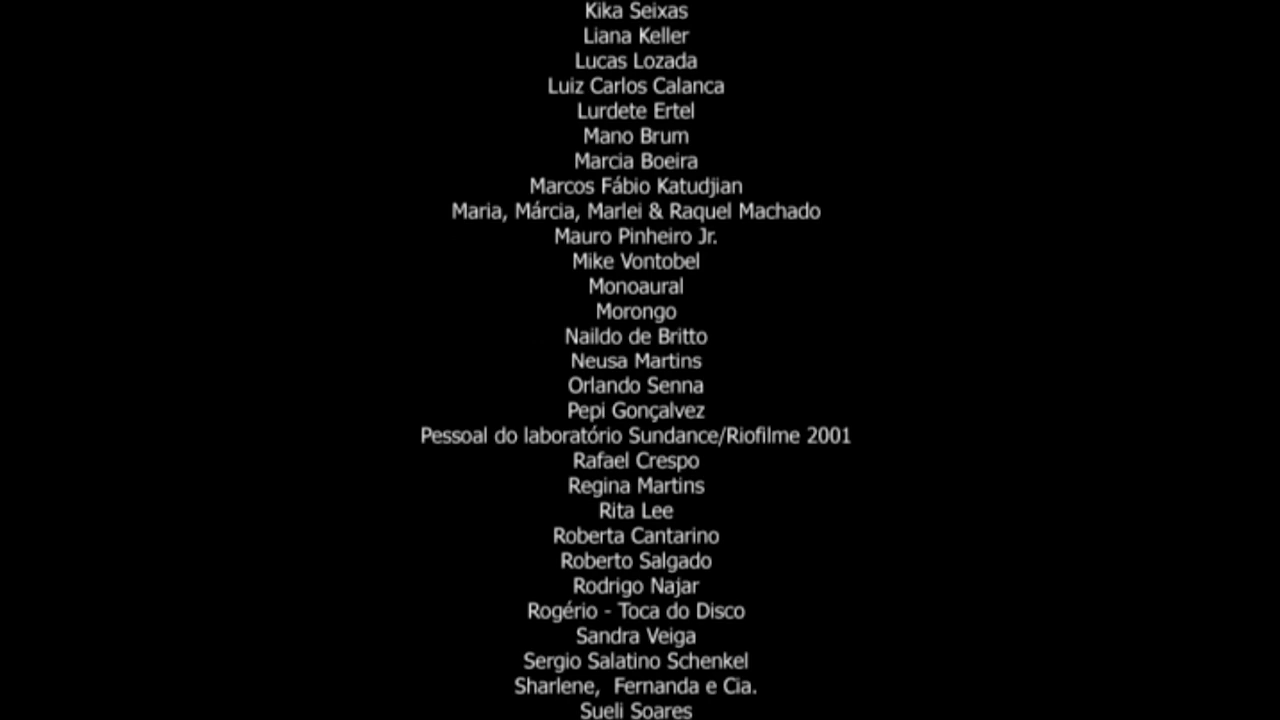 Kika Seixas
Liana Keller
Lucas Lozada
Luiz Carlos Calanca
Lurdete Ertel
Mano Brum
Marcia Boeira
Marcos Fábio Katudjian
Maria, Márcia, Marlei & Raquel Machado
Mauro Pinheiro Jr.
Mike Vontobel
Monoaural
Morongo
Naildo de Britto
Neusa Martins
Orlando Senna
Pepi Gonçalvez
Pessoal do laboratório Sundance/Riofilme 2001
Rafael Crespo
Regina Martins
Rita Lee
Roberta Cantarino
Roberto Salgado
Rodrigo Najar
Rogério - Toca do Disco
Sandra Veiga
Sergio Salatino Schenkel
Sharlene,  Fernanda e Cia.
Sueli Soares